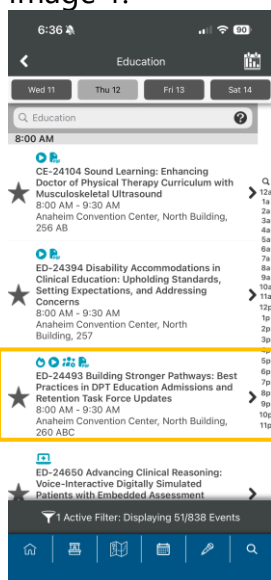 Image 1:
6:36
90
Education
Wed 11
Thu 12
Fri 13
Sat 14
Education
8:00 AM
CE-24104 Sound Learning: Enhancing
Doctor of Physical Therapy Curriculum with
Musculoskeletal Ultrasound
8:00 AM - 9:30 AM
Anaheim Convention Center, North Building,
256 AB
ED-24394 Disability Accommodations in
Clinical Education: Upholding Standards,
Setting Expectations, and Addressing
Concerns
8:00 AM - 9:30 AM
Anaheim Convention Center, North
Building, 257
ED-24493 Building Stronger Pathways: Best
Practices in DPT Education Admissions and
Retention Task Force Updates
8:00 AM - 9:30 AM
Anaheim Convention Center, North Building,
260 ABC
ED-24650 Advancing Clinical Reasoning:
Voice-Interactive Digitally Simulated
Patients with Embedded Assessment
12a
1a
2a
3a
4a
5a
6a
7a
8a
9a
10a
11a
12p
1p
2p
3p
4p
5p
6p
7p
8p
9p
10p
11p
1 Active Filter: Displaying 51/838 Events